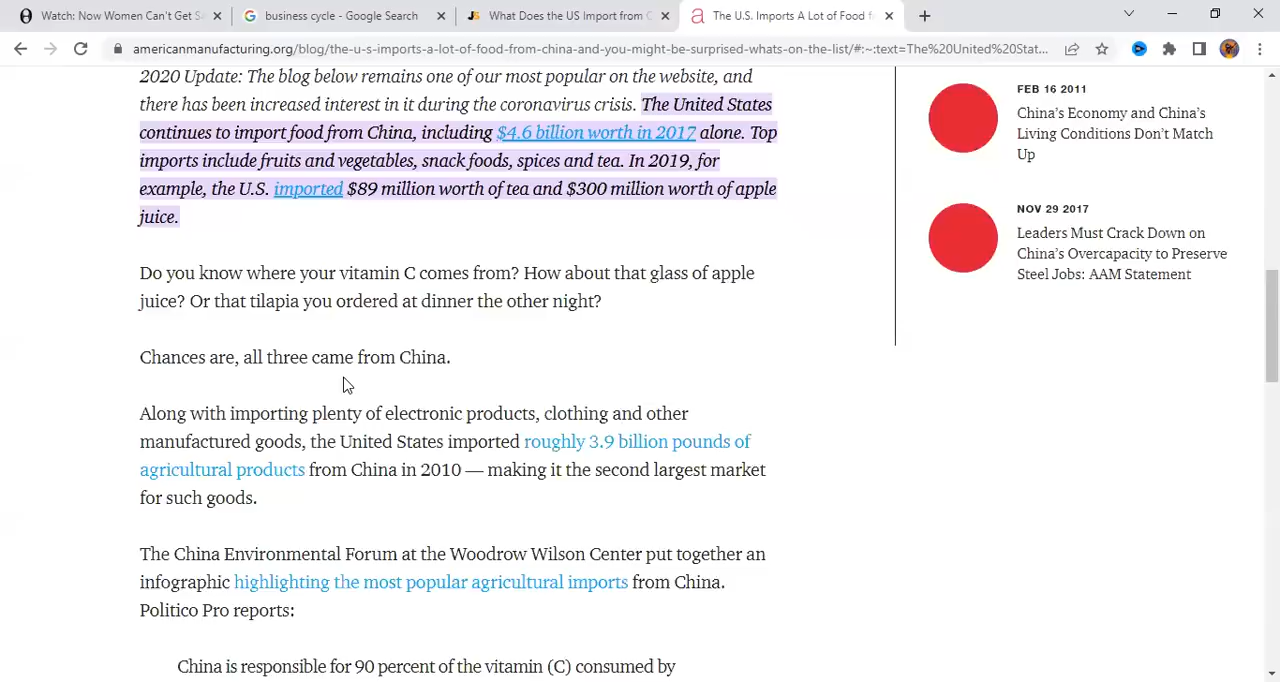 Watch: Now Women Can't Get S
business cycle - Google Search
What Does the US Import from C
The U.S. Imports A Lot of Food f
americanmanufacturing.org/blog/the-u-s-imports-a-lot-of-food-from-china-and-you-might-be-surprised-whats-on-the-list/#:~:text=The%20United%20Stat...
2020 Update: The blog below remains one of our most popular on the website, and
there has been increased interest in it during the coronavirus crisis. The United States
continues to import food from China, including $4.6 billion worth in 2017 alone. Top
imports include fruits and vegetables, snack foods, spices and tea. In 2019, for
example, the U.S. imported $89 million worth of tea and $300 million worth of apple
juice.
Do you know where your vitamin C comes from? How about that glass of apple
juice? Or that tilapia you ordered at dinner the other night?
Chances are, all three came from China.
Along with importing plenty of electronic products, clothing and other
manufactured goods, the United States imported roughly 3.9 billion pounds of
agricultural products from China in 2010 — making it the second largest market
for such goods.
The China Environmental Forum at the Woodrow Wilson Center put together an
infographic highlighting the most popular agricultural imports from China.
Politico Pro reports:
China is responsible for 90 percent of the vitamin (C) consumed by
FEB 16 2011
China's Economy and China's
Living Conditions Don't Match
Up
NOV 29 2017
Leaders Must Crack Down on
China's Overcapacity to Preserve
Steel Jobs: AAM Statement